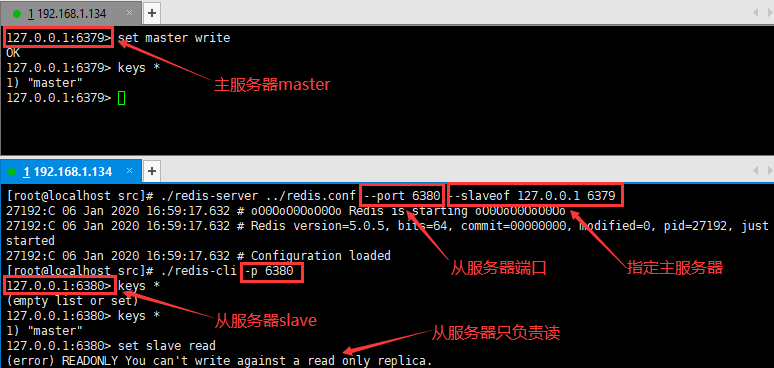 1 192.168.1.134 × +
127.0.0.1:6379> set master write
OK
127.0.0.1:6379> keys *
1) "master"
主服务器master
127.0.0.1:6379>
1 192.168.1.134 × +
[root@localhost src]# ./redis-server ../redis.conf --port 6380 --slaveof 127.0.0.1 6379
27192:C 06 Jan 2020 16:59:17.632 # oO0OoO0OoO0Oo Redis is starting oO0OoO0OoO0Oo
27192:C 06 Jan 2020 16:59:17.632 # Redis version=5.0.5, bits=64, commit=00000000, modified=0, pid=27192, just
started
27192:C 06 Jan 2020 16:59:17.632 # Configuration loaded
[root@localhost src]# ./redis-cli -p 6380
从服务器端口
指定主服务器
127.0.0.1:6380> keys *
(empty list or set)
127.0.0.1:6380> keys *
从服务器slave
1) "master"
从服务器只负责读
127.0.0.1:6380> set slave read
(error) READONLY You can't write against a read only replica.